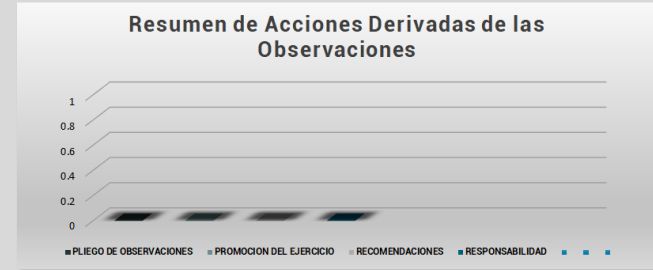 Resumen de Acciones Derivadas de las
Observaciones
1
0.8
0.6
0.4
0.2
0
PLIEGO DE OBSERVACIONES PROMOCION DEL EJERCICIO RECOMENDACIONES RESPONSABILIDAD